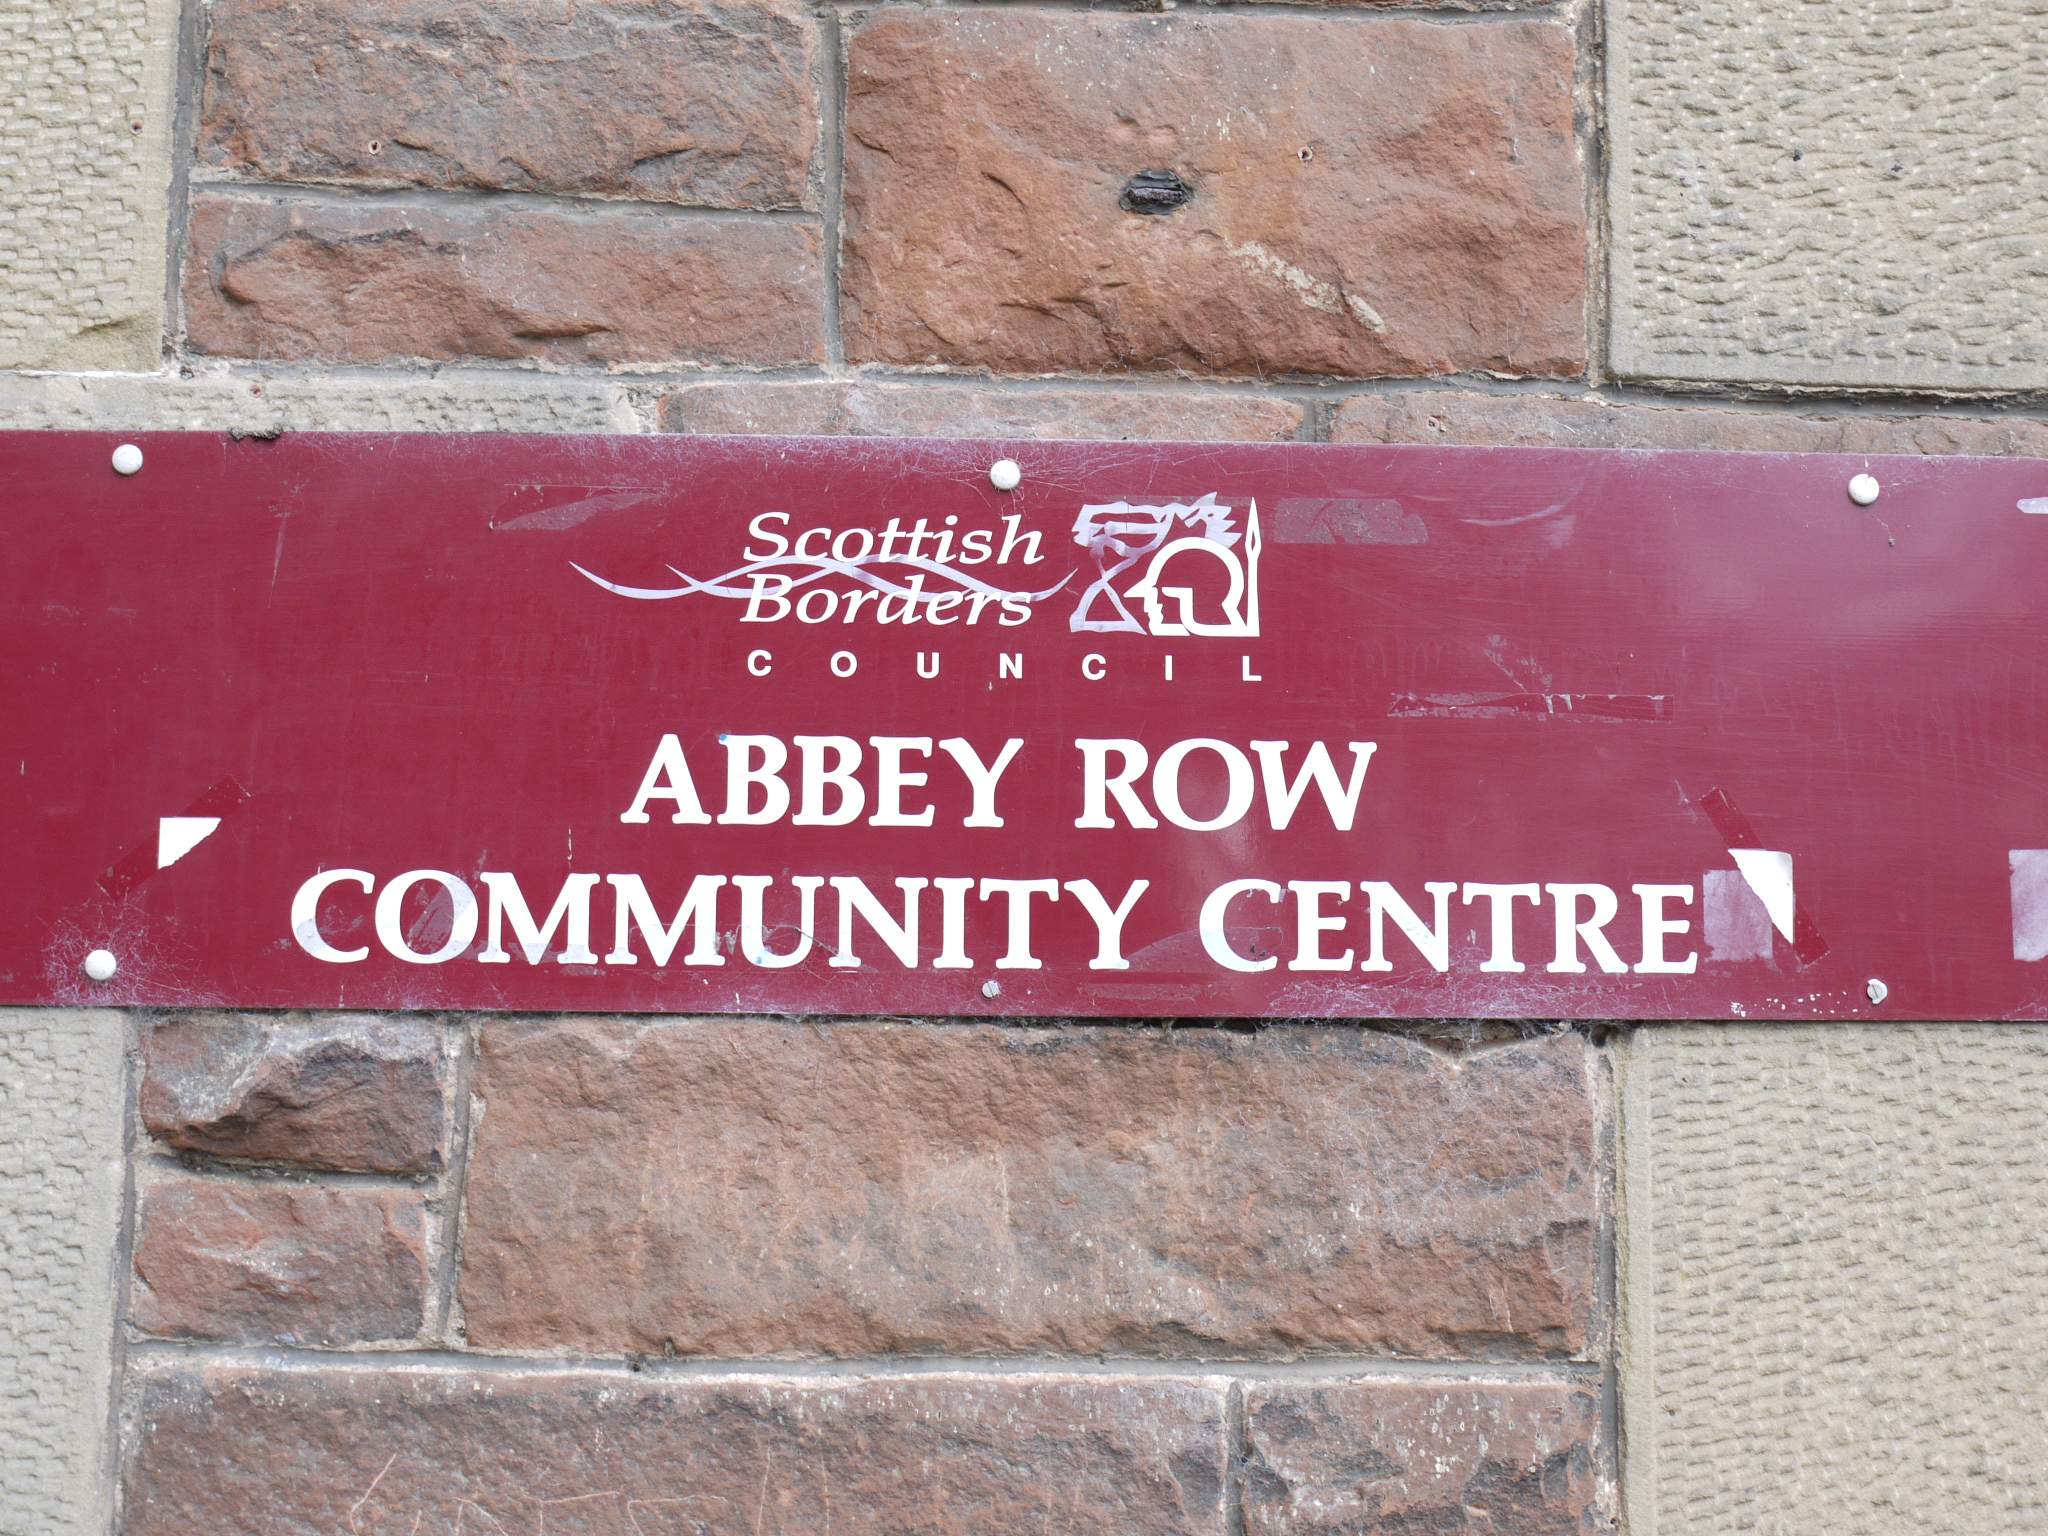 Scottish
Borders
COUNCIL
ABBEY ROW
COMMUNITY CENTRE